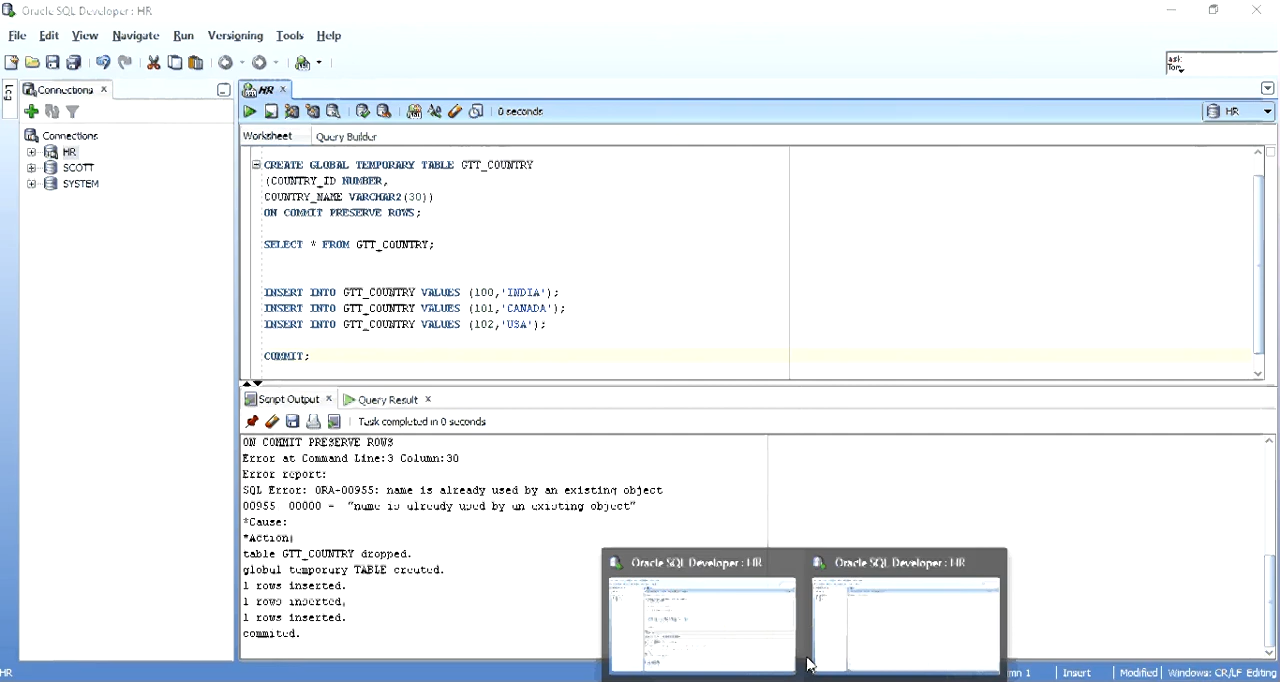 Oracle SQL Developer : HR
File Edit View Navigate Run Versioning Tools Help
ask
Tom
Log
Connections
HR
0 seconds
HR
Connections
HR
SCOTT
SYSTEM
Worksheet Query Builder
CREATE GLOBAL TEMPORARY TABLE GTT_COUNTRY
(COUNTRY_ID NUMBER,
COUNTRY_NAME VARCHAR2(30))
ON COMMIT PRESERVE ROWS;
SELECT * FROM GTT_COUNTRY;
INSERT INTO GTT_COUNTRY VALUES (100,'INDIA');
INSERT INTO GTT_COUNTRY VALUES (101,'CANADA');
INSERT INTO GTT_COUNTRY VALUES (102,'USA');
COMMIT;
Script Output Query Result
Task completed in 0 seconds
ON COMMIT PRESERVE ROWS
Error at Command Line:3 Column:30
Error report:
SQL Error: ORA-00955: name is already used by an existing object
00955. 00000 - "name is already used by an existing object"
*Cause:
*Action:
table GTT_COUNTRY dropped.
global temporary TABLE created.
1 rows inserted.
1 rows inserted.
1 rows inserted.
committed.
Oracle SQL Developer : HR
Oracle SQL Developer : HR
HR
mn 1 Insert Modified Windows: CR/LF Editing